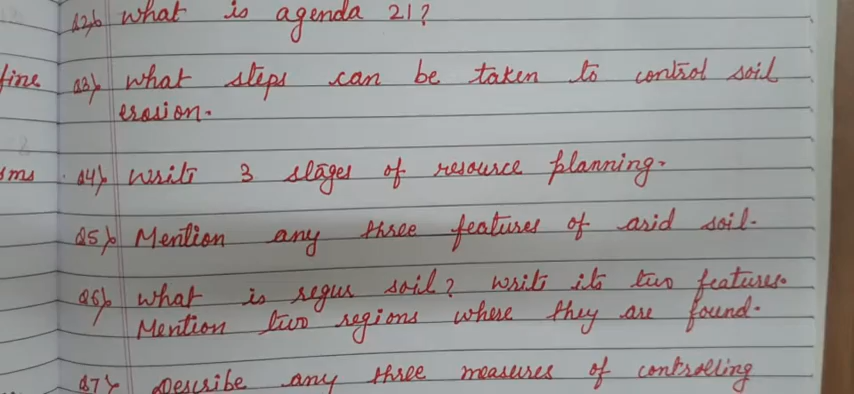 Q2) What is agenda 21?
fine Q3) What steps can be taken to control soil
erosion.
sms Q4) Write 3 stages of resource planning.
Q5) Mention any three features of arid soil.
Q6) What is regur soil? Write its two features.
Mention two regions where they are found.
Q7) Describe any three measures of controlling